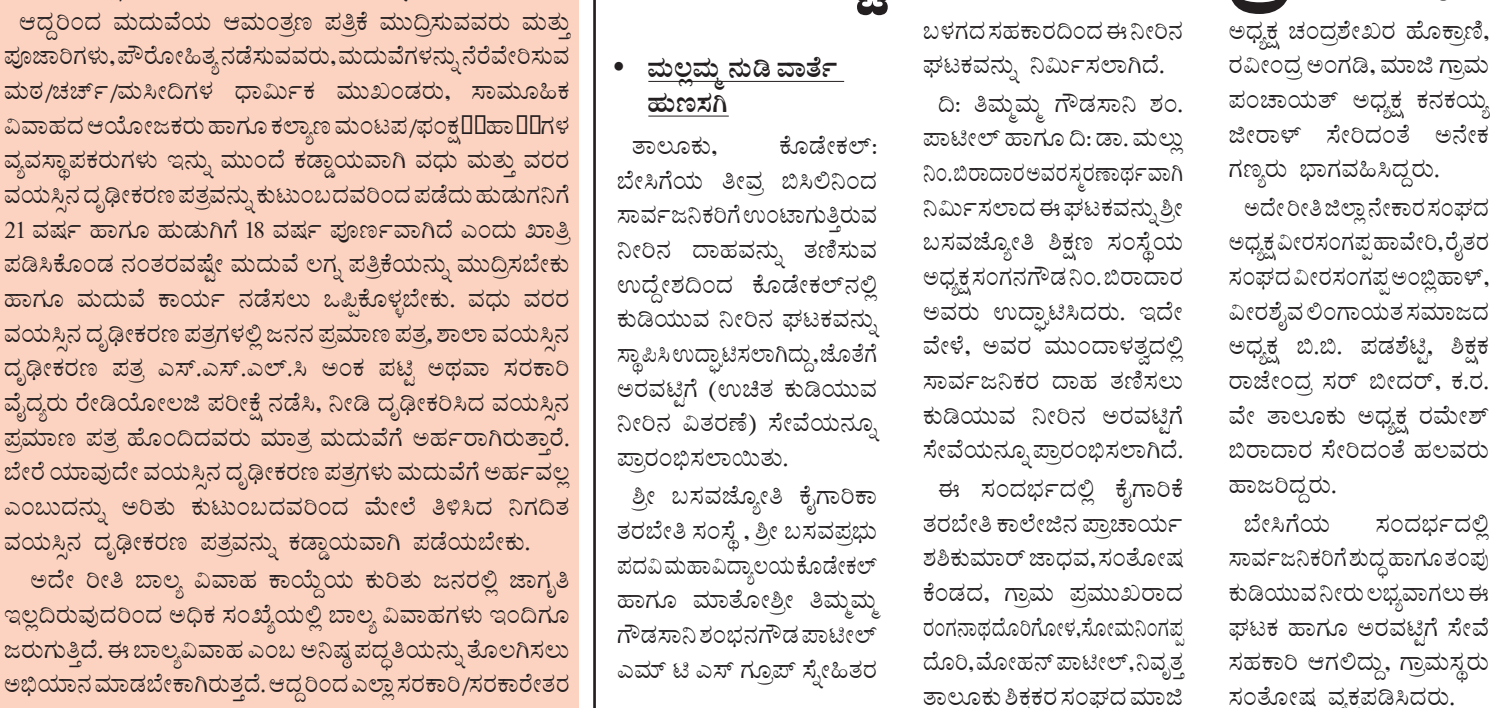 ಆದ್ದರಿಂದ ಮದುವೆಯ ಆಮಂತ್ರಣ ಪತ್ರಿಕೆ ಮುದ್ರಿಸುವವರು ಮತ್ತು
ಪೂಜಾರಿಗಳು, ಪೌರೋಹಿತ್ಯ ನಡೆಸುವವರು, ಮದುವೆಗಳನ್ನು ನೆರೆವೇರಿಸುವ
ಮಠ/ಚರ್ಚ್/ಮಸೀದಿಗಳ ಧಾರ್ಮಿಕ ಮುಖಂಡರು, ಸಾಮೂಹಿಕ
ವಿವಾಹದ ಆಯೋಜಕರು ಹಾಗೂ ಕಲ್ಯಾಣ ಮಂಟಪ/ಫಂಕ್ಷ ಹಾ ಗಳ
ವ್ಯವಸ್ಥಾಪಕರುಗಳು ಇನ್ನು ಮುಂದೆ ಕಡ್ಡಾಯವಾಗಿ ವಧು ಮತ್ತು ವರರ
ವಯಸ್ಸಿನ ದೃಢೀಕರಣ ಪತ್ರವನ್ನು ಕುಟುಂಬದವರಿಂದ ಪಡೆದು ಹುಡುಗನಿಗೆ
21 ವರ್ಷ ಹಾಗೂ ಹುಡುಗಿಗೆ 18 ವರ್ಷ ಪೂರ್ಣವಾಗಿದೆ ಎಂದು ಖಾತ್ರಿ
ಪಡಿಸಿಕೊಂಡ ನಂತರವಷ್ಟೇ ಮದುವೆ ಲಗ್ನ ಪತ್ರಿಕೆಯನ್ನು ಮುದ್ರಿಸಬೇಕು
ಹಾಗೂ ಮದುವೆ ಕಾರ್ಯ ನಡೆಸಲು ಒಪ್ಪಿಕೊಳ್ಳಬೇಕು. ವಧು ವರರ
ವಯಸ್ಸಿನ ದೃಢೀಕರಣ ಪತ್ರಗಳಲ್ಲಿ ಜನನ ಪ್ರಮಾಣ ಪತ್ರ, ಶಾಲಾ ವಯಸ್ಸಿನ
ದೃಢೀಕರಣ ಪತ್ರ ಎಸ್.ಎಸ್.ಎಲ್.ಸಿ ಅಂಕ ಪಟ್ಟಿ ಅಥವಾ ಸರಕಾರಿ
ವೈದ್ಯರು ರೇಡಿಯೋಲಜಿ ಪರೀಕ್ಷೆ ನಡೆಸಿ, ನೀಡಿ ದೃಢೀಕರಿಸಿದ ವಯಸ್ಸಿನ
ಪ್ರಮಾಣ ಪತ್ರ ಹೊಂದಿದವರು ಮಾತ್ರ ಮದುವೆಗೆ ಅರ್ಹರಾಗಿರುತ್ತಾರೆ.
ಬೇರೆ ಯಾವುದೇ ವಯಸ್ಸಿನ ದೃಢೀಕರಣ ಪತ್ರಗಳು ಮದುವೆಗೆ ಅರ್ಹವಲ್ಲ
ಎಂಬುದನ್ನು ಅರಿತು ಕುಟುಂಬದವರಿಂದ ಮೇಲೆ ತಿಳಿಸಿದ ನಿಗದಿತ
ವಯಸ್ಸಿನ ದೃಢೀಕರಣ ಪತ್ರವನ್ನು ಕಡ್ಡಾಯವಾಗಿ ಪಡೆಯಬೇಕು.
ಅದೇ ರೀತಿ ಬಾಲ್ಯ ವಿವಾಹ ಕಾಯ್ದೆಯ ಕುರಿತು ಜನರಲ್ಲಿ ಜಾಗೃತಿ
ಇಲ್ಲದಿರುವುದರಿಂದ ಅಧಿಕ ಸಂಖ್ಯೆಯಲ್ಲಿ ಬಾಲ್ಯ ವಿವಾಹಗಳು ಇಂದಿಗೂ
ಜರುಗುತ್ತಿದೆ. ಈ ಬಾಲ್ಯವಿವಾಹ ಎಂಬ ಅನಿಷ್ಠ ಪದ್ಧತಿಯನ್ನು ತೊಲಗಿಸಲು
ಅಭಿಯಾನ ಮಾಡಬೇಕಾಗಿರುತ್ತದೆ. ಆದ್ದರಿಂದ ಎಲ್ಲಾ ಸರಕಾರಿ/ಸರಕಾರೇತರ
• ಮಲ್ಲಮ್ಮ ನುಡಿ ವಾರ್ತೆ
ಹುಣಸಗಿ
ತಾಲೂಕು, ಕೊಡೇಕಲ್:
ಬೇಸಿಗೆಯ ತೀವ್ರ ಬಿಸಿಲಿನಿಂದ
ಸಾರ್ವಜನಿಕರಿಗೆ ಉಂಟಾಗುತ್ತಿರುವ
ನೀರಿನ ದಾಹವನ್ನು ತಣಿಸುವ
ಉದ್ದೇಶದಿಂದ ಕೊಡೇಕಲ್‌ನಲ್ಲಿ
ಕುಡಿಯುವ ನೀರಿನ ಘಟಕವನ್ನು
ಸ್ಥಾಪಿಸಿ ಉದ್ಘಾಟಿಸಲಾಗಿದ್ದು, ಜೊತೆಗೆ
ಅರವಟ್ಟಿಗೆ (ಉಚಿತ ಕುಡಿಯುವ
ನೀರಿನ ವಿತರಣೆ) ಸೇವೆಯನ್ನೂ
ಪ್ರಾರಂಭಿಸಲಾಯಿತು.
ಶ್ರೀ ಬಸವಜ್ಯೋತಿ ಕೈಗಾರಿಕಾ
ತರಬೇತಿ ಸಂಸ್ಥೆ , ಶ್ರೀ ಬಸವಪ್ರಭು
ಪದವಿ ಮಹಾವಿದ್ಯಾಲಯ ಕೊಡೇಕಲ್
ಹಾಗೂ ಮಾತೋಶ್ರೀ ತಿಮ್ಮಮ್ಮ
ಗೌಡಸಾನಿ ಶಂಭನಗೌಡ ಪಾಟೀಲ್
ಎಮ್ ಟಿ ಎಸ್ ಗ್ರೂಪ್ ಸ್ನೇಹಿತರ
ಬಳಗದ ಸಹಕಾರದಿಂದ ಈ ನೀರಿನ
ಘಟಕವನ್ನು ನಿರ್ಮಿಸಲಾಗಿದೆ.
ದಿ: ತಿಮ್ಮಮ್ಮ ಗೌಡಸಾನಿ ಶಂ.
ಪಾಟೀಲ್ ಹಾಗೂ ದಿ: ಡಾ. ಮಲ್ಲು
ನಿಂ.ಬಿರಾದಾರ ಅವರ ಸ್ಮರಣಾರ್ಥವಾಗಿ
ನಿರ್ಮಿಸಲಾದ ಈ ಘಟಕವನ್ನು ಶ್ರೀ
ಬಸವಜ್ಯೋತಿ ಶಿಕ್ಷಣ ಸಂಸ್ಥೆಯ
ಅಧ್ಯಕ್ಷ ಸಂಗನಗೌಡ ನಿಂ. ಬಿರಾದಾರ
ಅವರು ಉದ್ಘಾಟಿಸಿದರು. ಇದೇ
ವೇಳೆ, ಅವರ ಮುಂದಾಳತ್ವದಲ್ಲಿ
ಸಾರ್ವಜನಿಕರ ದಾಹ ತಣಿಸಲು
ಕುಡಿಯುವ ನೀರಿನ ಅರವಟ್ಟಿಗೆ
ಸೇವೆಯನ್ನೂ ಪ್ರಾರಂಭಿಸಲಾಗಿದೆ.
ಈ ಸಂದರ್ಭದಲ್ಲಿ ಕೈಗಾರಿಕೆ
ತರಬೇತಿ ಕಾಲೇಜಿನ ಪ್ರಾಚಾರ್ಯ
ಶಶಿಕುಮಾರ್ ಜಾಧವ, ಸಂತೋಷ
ಕೆಂಡದ, ಗ್ರಾಮ ಪ್ರಮುಖರಾದ
ರಂಗನಾಥ ದೊರಿಗೋಳ, ಸೋಮನಿಂಗಪ್ಪ
ದೊರಿ, ಮೋಹನ್ ಪಾಟೀಲ್, ನಿವೃತ್ತ
ತಾಲೂಕು ಶಿಕ್ಷಕರ ಸಂಘದ ಮಾಜಿ
ಅಧ್ಯಕ್ಷ ಚಂದ್ರಶೇಖರ ಹೊಕ್ರಾಣಿ,
ರವೀಂದ್ರ ಅಂಗಡಿ, ಮಾಜಿ ಗ್ರಾಮ
ಪಂಚಾಯತ್ ಅಧ್ಯಕ್ಷ ಕನಕಯ್ಯ
ಜೀರಾಳ್ ಸೇರಿದಂತೆ ಅನೇಕ
ಗಣ್ಯರು ಭಾಗವಹಿಸಿದ್ದರು.
ಅದೇ ರೀತಿ ಜಿಲ್ಲಾ ನೇಕಾರ ಸಂಘದ
ಅಧ್ಯಕ್ಷ ವೀರಸಂಗಪ್ಪ ಹಾವೇರಿ, ರೈತರ
ಸಂಘದ ವೀರಸಂಗಪ್ಪ ಅಂಬ್ಲಿಹಾಳ್,
ವೀರಶೈವ ಲಿಂಗಾಯತ ಸಮಾಜದ
ಅಧ್ಯಕ್ಷ ಬಿ.ಬಿ. ಪಡಶೆಟ್ಟಿ, ಶಿಕ್ಷಕ
ರಾಜೇಂದ್ರ ಸರ್ ಬೀದರ್, ಕ.ರ.
ವೇ ತಾಲೂಕು ಅಧ್ಯಕ್ಷ ರಮೇಶ್
ಬಿರಾದಾರ ಸೇರಿದಂತೆ ಹಲವರು
ಹಾಜರಿದ್ದರು.
ಬೇಸಿಗೆಯ ಸಂದರ್ಭದಲ್ಲಿ
ಸಾರ್ವಜನಿಕರಿಗೆ ಶುದ್ಧ ಹಾಗೂ ತಂಪು
ಕುಡಿಯುವ ನೀರು ಲಭ್ಯವಾಗಲು ಈ
ಘಟಕ ಹಾಗೂ ಅರವಟ್ಟಿಗೆ ಸೇವೆ
ಸಹಕಾರಿ ಆಗಲಿದ್ದು, ಗ್ರಾಮಸ್ಥರು
ಸಂತೋಷ ವ್ಯಕ್ತಪಡಿಸಿದರು.